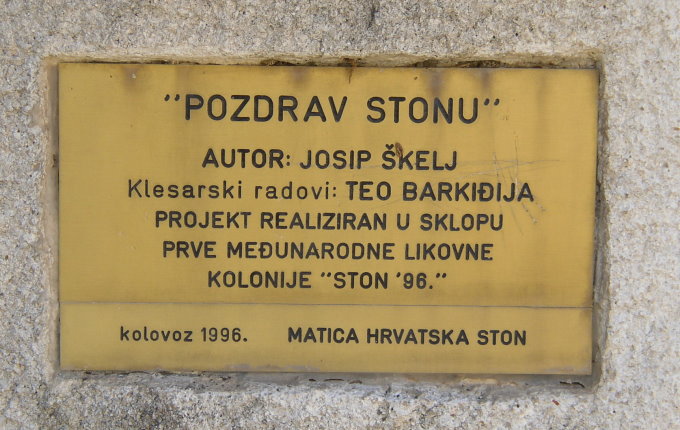 "POZDRAV STONU"
AUTOR: JOSIP ŠKELJ
Klesarski radovi: TEO BARKIĐIJA
PROJEKT REALIZIRAN U SKLOPU
PRVE MEĐUNARODNE LIKOVNE
KOLONIJE "STON '96."
kolovoz 1996. MATICA HRVATSKA STON